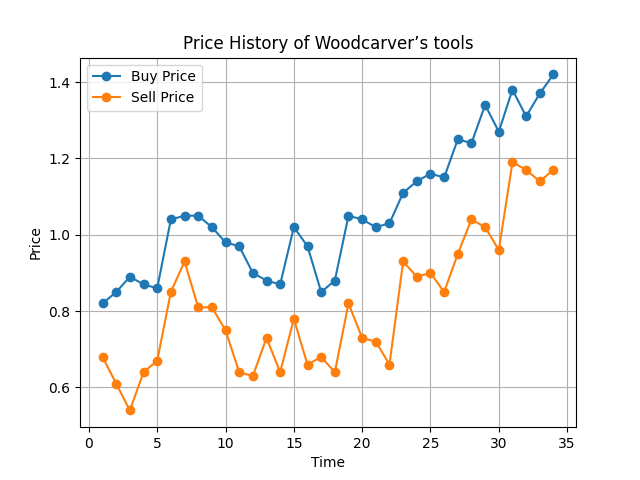 Price History of Woodcarver’s tools
Buy Price
Sell Price
1.4
1.2
1.0
0.8
0.6
Price
0 5 10 15 20 25 30 35
Time